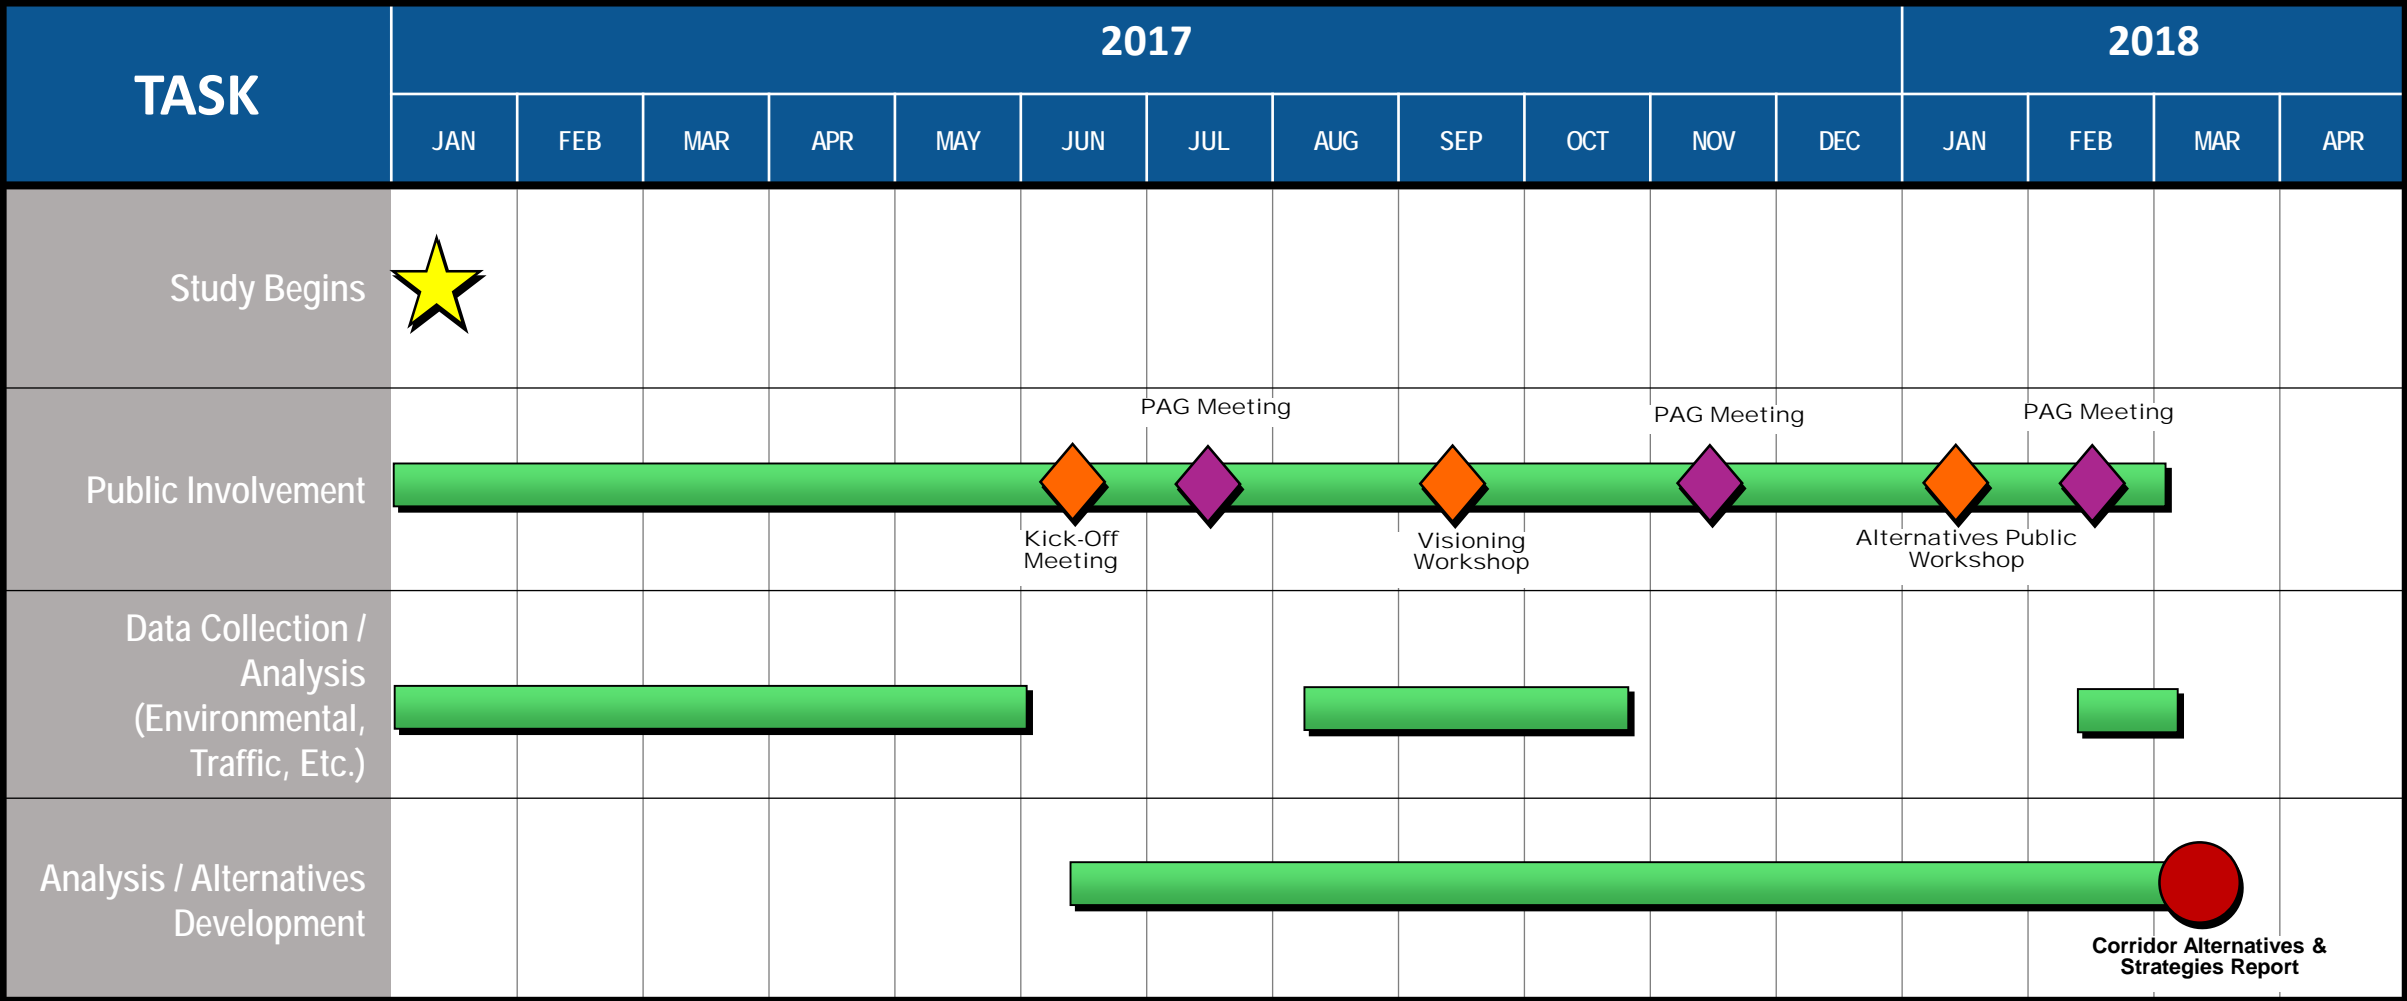 TASK
2017
2018
JAN
FEB
MAR
APR
MAY
JUN
JUL
AUG
SEP
OCT
NOV
DEC
JAN
FEB
MAR
APR
Study Begins
Public Involvement
PAG Meeting
PAG Meeting
PAG Meeting
Kick-Off
Meeting
Visioning
Workshop
Alternatives Public
Workshop
Data Collection /
Analysis
(Environmental,
Traffic, Etc.)
Analysis / Alternatives
Development
Corridor Alternatives &
Strategies Report